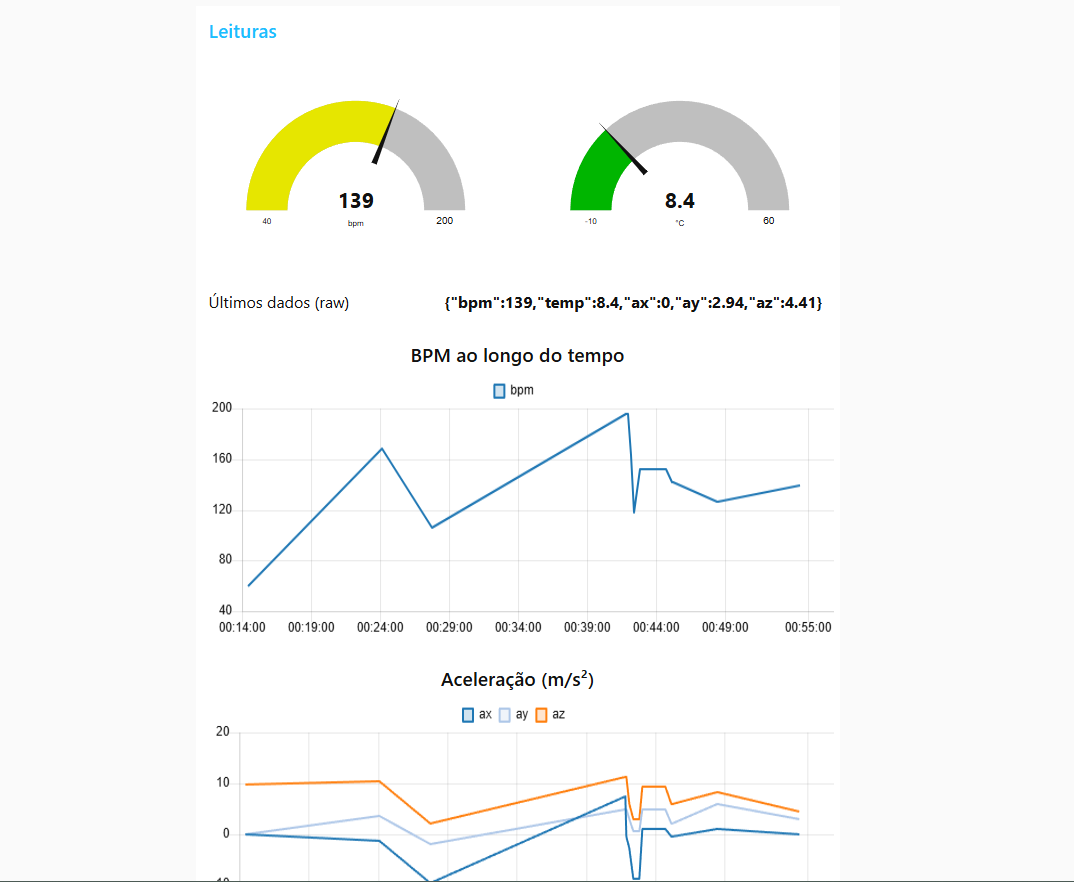 Leituras
139
40 bpm 200
8.4
-10 °C 60
Últimos dados (raw) {"bpm":139,"temp":8.4,"ax":0,"ay":2.94,"az":4.41}
BPM ao longo do tempo
bpm
200
160
120
80
40
00:14:00 00:19:00 00:24:00 00:29:00 00:34:00 00:39:00 00:44:00 00:49:00 00:55:00
Aceleração (m/s²)
ax ay az
20
10
0